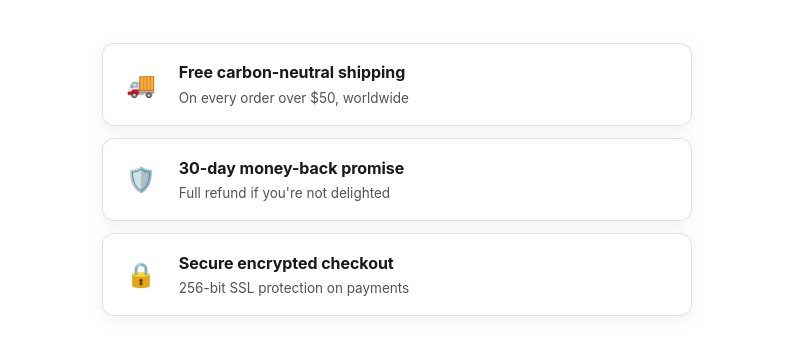 Free carbon-neutral shipping
On every order over $50, worldwide
30-day money-back promise
Full refund if you're not delighted
Secure encrypted checkout
256-bit SSL protection on payments